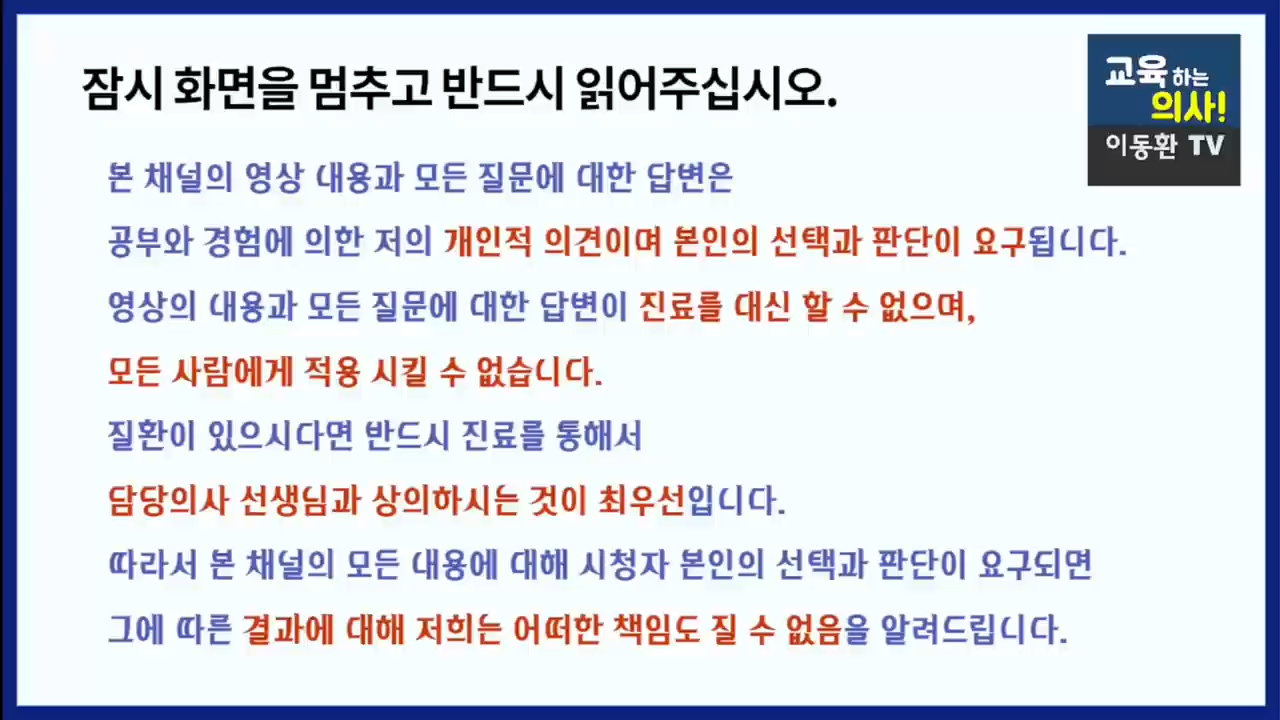 잠시 화면을 멈추고 반드시 읽어주십시오.
교육하는
의사!
이동환 TV
본 채널의 영상 내용과 모든 질문에 대한 답변은
공부와 경험에 의한 저의 개인적 의견이며 본인의 선택과 판단이 요구됩니다.
영상의 내용과 모든 질문에 대한 답변이 진료를 대신 할 수 없으며,
모든 사람에게 적용 시킬 수 없습니다.
질환이 있으시다면 반드시 진료를 통해서
담당의사 선생님과 상의하시는 것이 최우선입니다.
따라서 본 채널의 모든 내용에 대해 시청자 본인의 선택과 판단이 요구되면
그에 따른 결과에 대해 저희는 어떠한 책임도 질 수 없음을 알려드립니다.